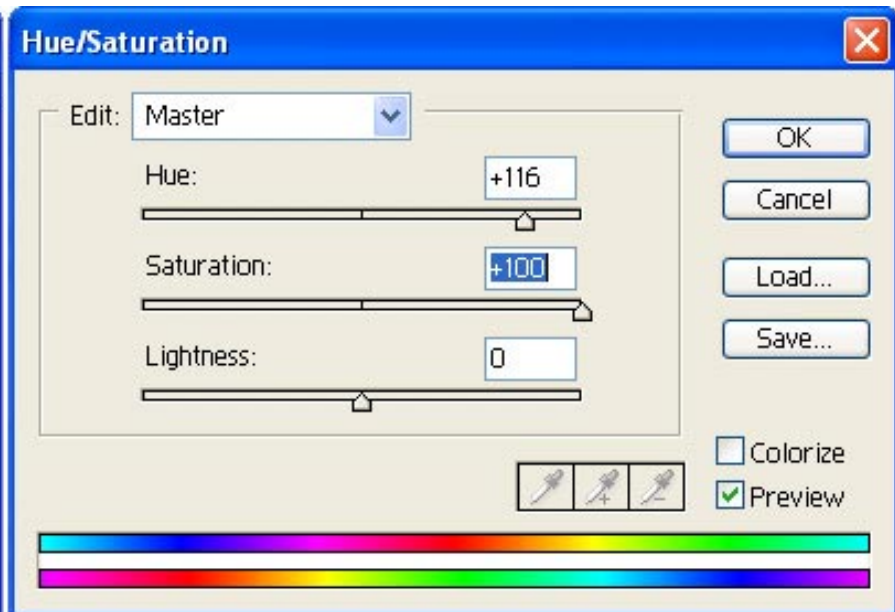 Hue/Saturation
Edit: Master
OK
Hue: +116
Cancel
Saturation: +100
Load...
Save...
Lightness: 0
Colorize
Preview